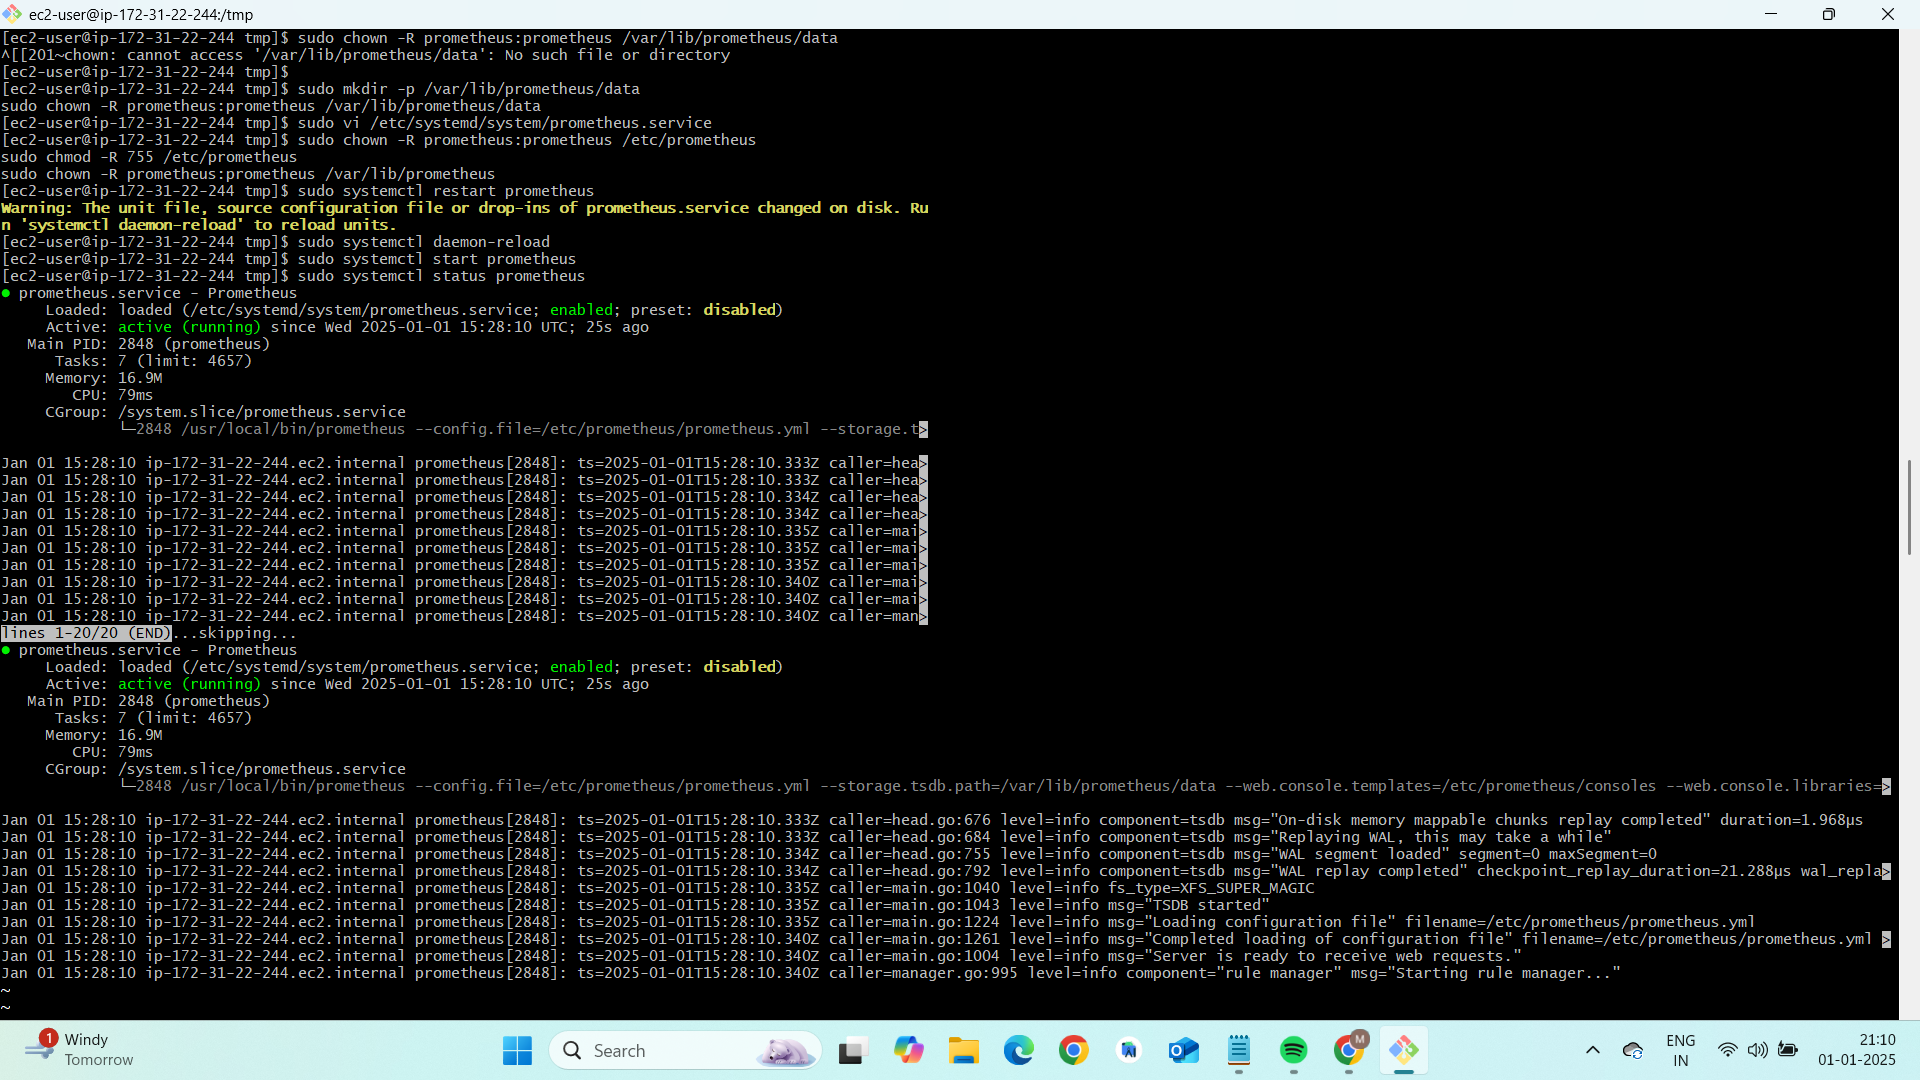 ec2-user@ip-172-31-22-244:/tmp
[ec2-user@ip-172-31-22-244 tmp]$ sudo chown -R prometheus:prometheus /var/lib/prometheus/data
^[[201~chown: cannot access '/var/lib/prometheus/data': No such file or directory
[ec2-user@ip-172-31-22-244 tmp]$
[ec2-user@ip-172-31-22-244 tmp]$ sudo mkdir -p /var/lib/prometheus/data
sudo chown -R prometheus:prometheus /var/lib/prometheus/data
[ec2-user@ip-172-31-22-244 tmp]$ sudo vi /etc/systemd/system/prometheus.service
[ec2-user@ip-172-31-22-244 tmp]$ sudo chown -R prometheus:prometheus /etc/prometheus
sudo chmod -R 755 /etc/prometheus
sudo chown -R prometheus:prometheus /var/lib/prometheus
[ec2-user@ip-172-31-22-244 tmp]$ sudo systemctl restart prometheus
Warning: The unit file, source configuration file or drop-ins of prometheus.service changed on disk. Ru
n 'systemctl daemon-reload' to reload units.
[ec2-user@ip-172-31-22-244 tmp]$ sudo systemctl daemon-reload
[ec2-user@ip-172-31-22-244 tmp]$ sudo systemctl start prometheus
[ec2-user@ip-172-31-22-244 tmp]$ sudo systemctl status prometheus
● prometheus.service - Prometheus
Loaded: loaded (/etc/systemd/system/prometheus.service; enabled; preset: disabled)
Active: active (running) since Wed 2025-01-01 15:28:10 UTC; 25s ago
Main PID: 2848 (prometheus)
Tasks: 7 (limit: 4657)
Memory: 16.9M
CPU: 79ms
CGroup: /system.slice/prometheus.service
└─2848 /usr/local/bin/prometheus --config.file=/etc/prometheus/prometheus.yml --storage.t>
Jan 01 15:28:10 ip-172-31-22-244.ec2.internal prometheus[2848]: ts=2025-01-01T15:28:10.333Z caller=hea>
Jan 01 15:28:10 ip-172-31-22-244.ec2.internal prometheus[2848]: ts=2025-01-01T15:28:10.333Z caller=hea>
Jan 01 15:28:10 ip-172-31-22-244.ec2.internal prometheus[2848]: ts=2025-01-01T15:28:10.334Z caller=hea>
Jan 01 15:28:10 ip-172-31-22-244.ec2.internal prometheus[2848]: ts=2025-01-01T15:28:10.334Z caller=hea>
Jan 01 15:28:10 ip-172-31-22-244.ec2.internal prometheus[2848]: ts=2025-01-01T15:28:10.335Z caller=mai>
Jan 01 15:28:10 ip-172-31-22-244.ec2.internal prometheus[2848]: ts=2025-01-01T15:28:10.335Z caller=mai>
Jan 01 15:28:10 ip-172-31-22-244.ec2.internal prometheus[2848]: ts=2025-01-01T15:28:10.335Z caller=mai>
Jan 01 15:28:10 ip-172-31-22-244.ec2.internal prometheus[2848]: ts=2025-01-01T15:28:10.340Z caller=mai>
Jan 01 15:28:10 ip-172-31-22-244.ec2.internal prometheus[2848]: ts=2025-01-01T15:28:10.340Z caller=mai>
Jan 01 15:28:10 ip-172-31-22-244.ec2.internal prometheus[2848]: ts=2025-01-01T15:28:10.340Z caller=man>
lines 1-20/20 (END)...skipping...
● prometheus.service - Prometheus
Loaded: loaded (/etc/systemd/system/prometheus.service; enabled; preset: disabled)
Active: active (running) since Wed 2025-01-01 15:28:10 UTC; 25s ago
Main PID: 2848 (prometheus)
Tasks: 7 (limit: 4657)
Memory: 16.9M
CPU: 79ms
CGroup: /system.slice/prometheus.service
└─2848 /usr/local/bin/prometheus --config.file=/etc/prometheus/prometheus.yml --storage.tsdb.path=/var/lib/prometheus/data --web.console.templates=/etc/prometheus/consoles --web.console.libraries=>
Jan 01 15:28:10 ip-172-31-22-244.ec2.internal prometheus[2848]: ts=2025-01-01T15:28:10.333Z caller=head.go:676 level=info component=tsdb msg="On-disk memory mappable chunks replay completed" duration=1.968µs
Jan 01 15:28:10 ip-172-31-22-244.ec2.internal prometheus[2848]: ts=2025-01-01T15:28:10.333Z caller=head.go:684 level=info component=tsdb msg="Replaying WAL, this may take a while"
Jan 01 15:28:10 ip-172-31-22-244.ec2.internal prometheus[2848]: ts=2025-01-01T15:28:10.334Z caller=head.go:755 level=info component=tsdb msg="WAL segment loaded" segment=0 maxSegment=0
Jan 01 15:28:10 ip-172-31-22-244.ec2.internal prometheus[2848]: ts=2025-01-01T15:28:10.334Z caller=head.go:792 level=info component=tsdb msg="WAL replay completed" checkpoint_replay_duration=21.288µs wal_repla>
Jan 01 15:28:10 ip-172-31-22-244.ec2.internal prometheus[2848]: ts=2025-01-01T15:28:10.335Z caller=main.go:1040 level=info fs_type=XFS_SUPER_MAGIC
Jan 01 15:28:10 ip-172-31-22-244.ec2.internal prometheus[2848]: ts=2025-01-01T15:28:10.335Z caller=main.go:1043 level=info msg="TSDB started"
Jan 01 15:28:10 ip-172-31-22-244.ec2.internal prometheus[2848]: ts=2025-01-01T15:28:10.335Z caller=main.go:1224 level=info msg="Loading configuration file" filename=/etc/prometheus/prometheus.yml
Jan 01 15:28:10 ip-172-31-22-244.ec2.internal prometheus[2848]: ts=2025-01-01T15:28:10.340Z caller=main.go:1261 level=info msg="Completed loading of configuration file" filename=/etc/prometheus/prometheus.yml >
Jan 01 15:28:10 ip-172-31-22-244.ec2.internal prometheus[2848]: ts=2025-01-01T15:28:10.340Z caller=main.go:1004 level=info msg="Server is ready to receive web requests."
Jan 01 15:28:10 ip-172-31-22-244.ec2.internal prometheus[2848]: ts=2025-01-01T15:28:10.340Z caller=manager.go:995 level=info component="rule manager" msg="Starting rule manager..."
~
~
1
Windy
Tomorrow
Search
M
ENG
IN
21:10
01-01-2025